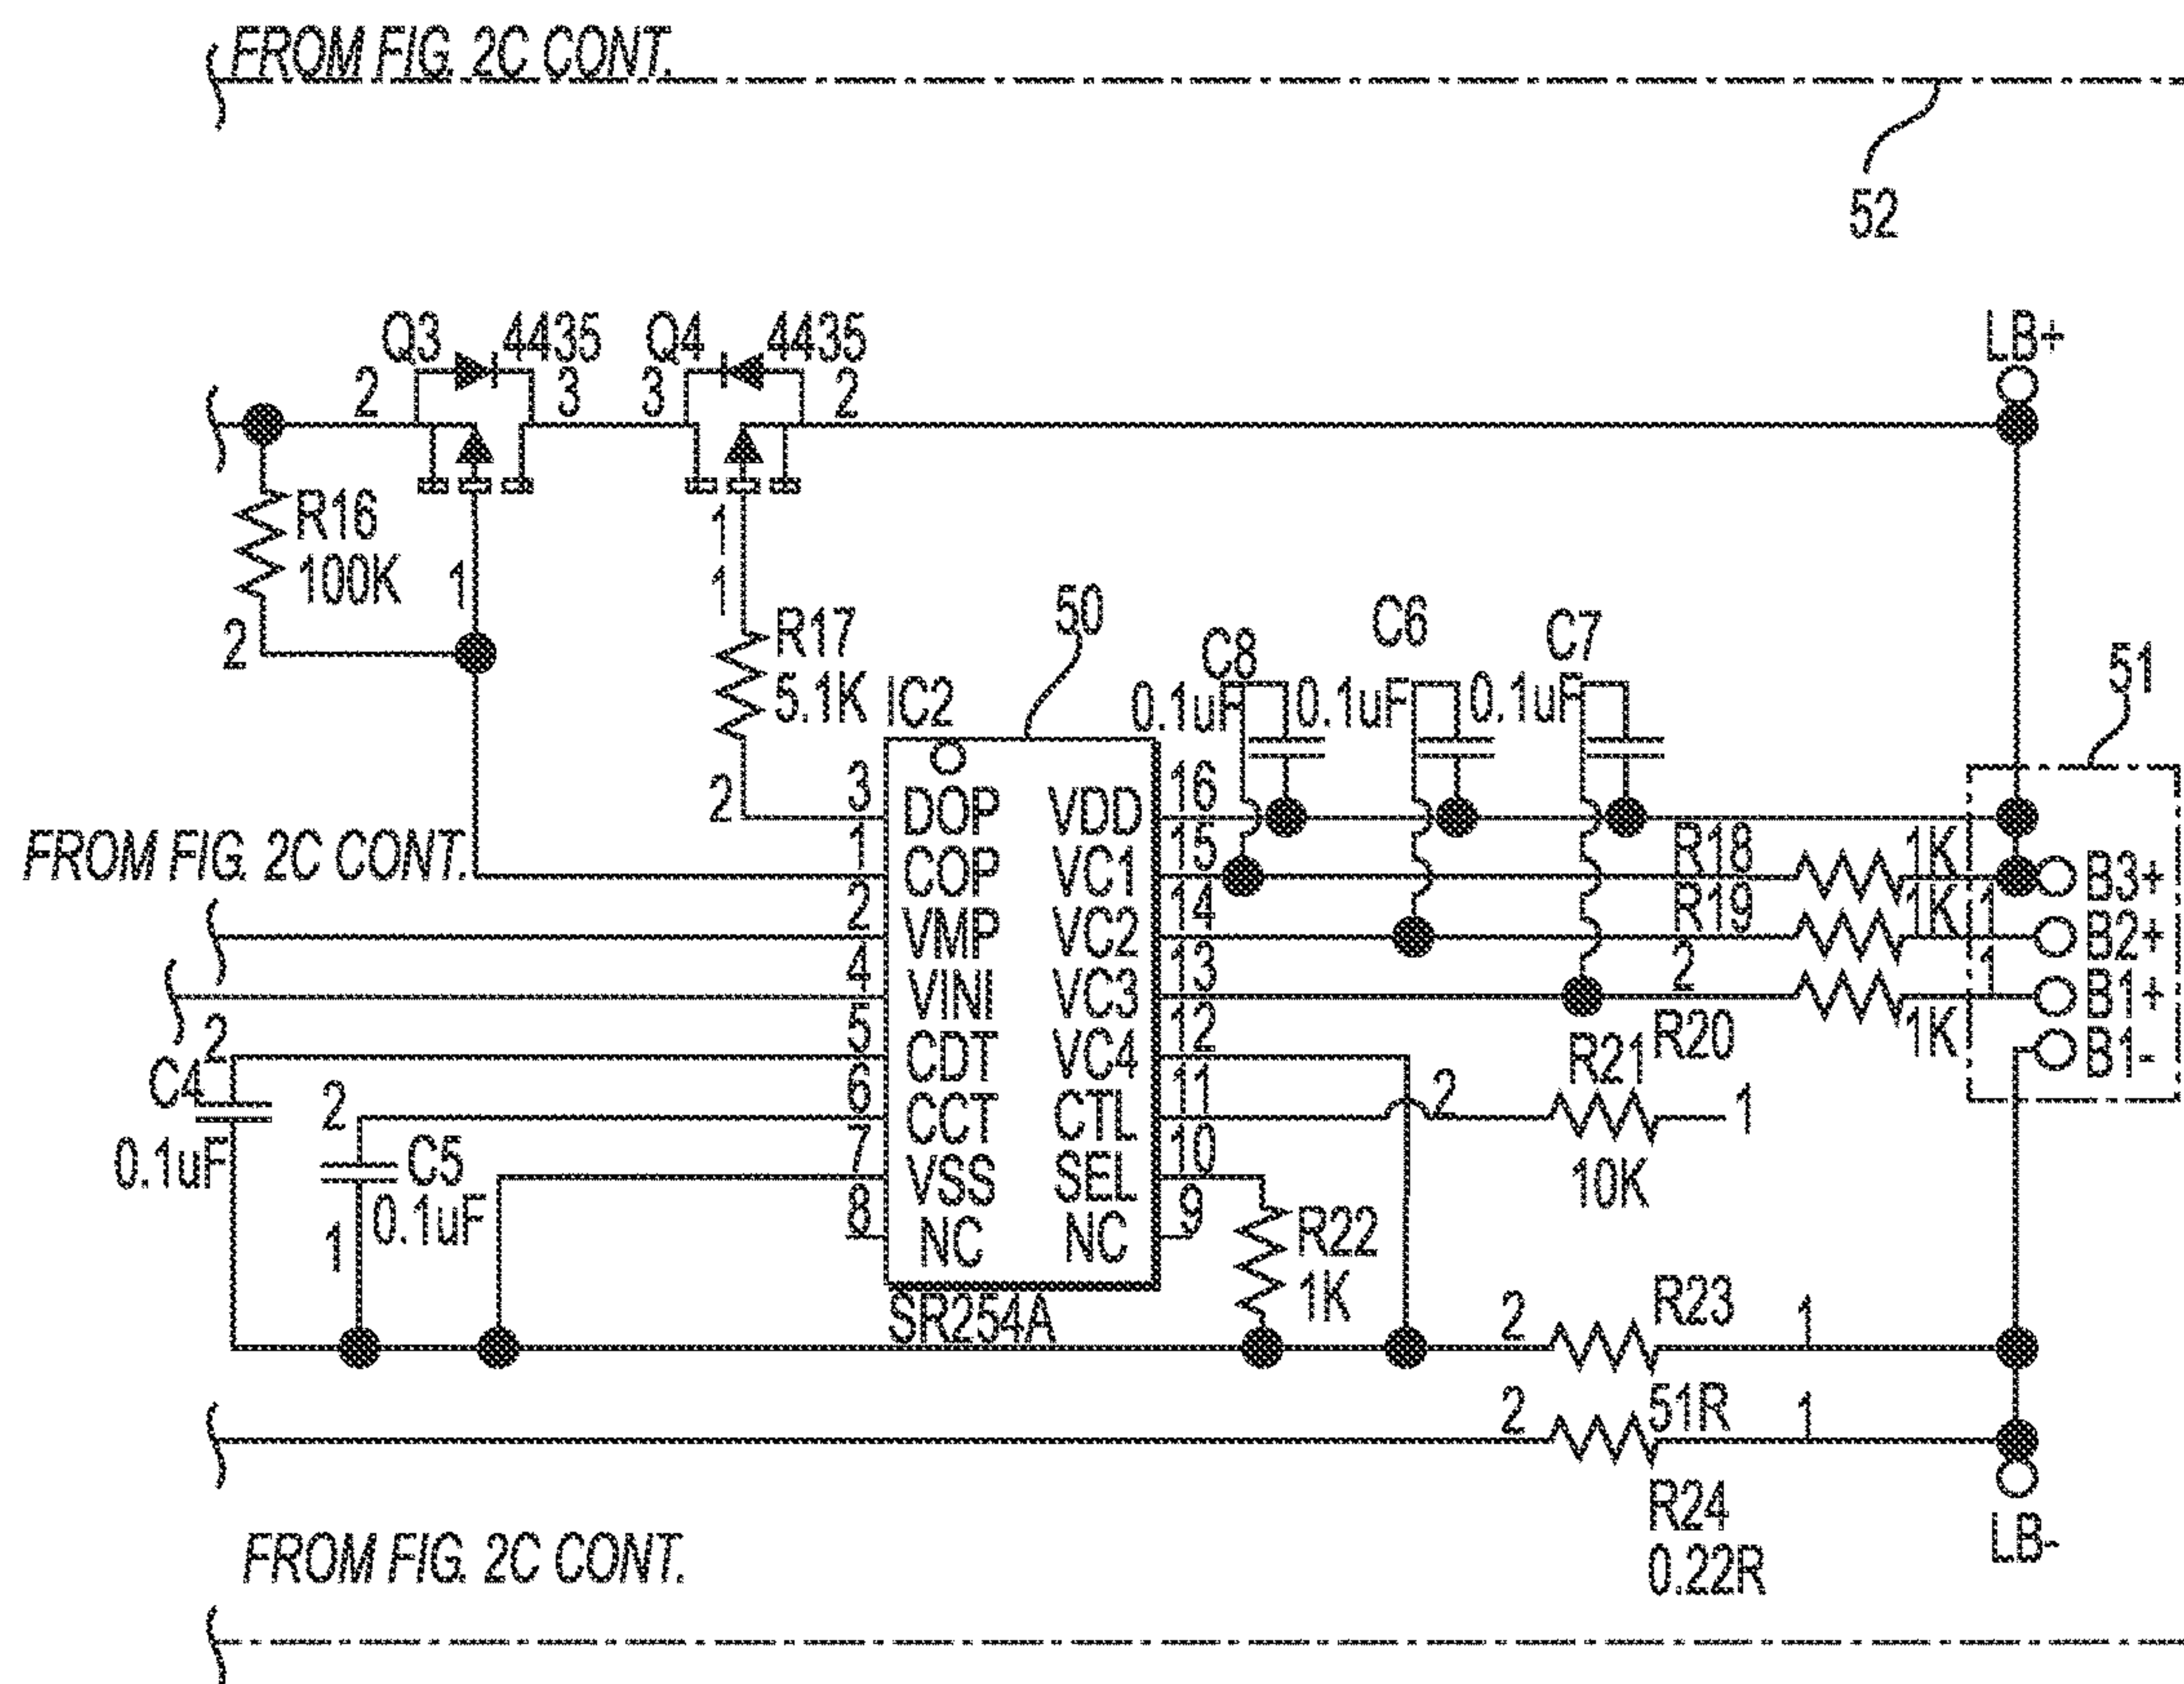 FROM FIG. 2C CONT.
52
Q3 4435 Q4 4435
LB+
2 3 3 2
R16
100K
1
1
1
2
R17
5.1K
2
50
C8
0.1uF
C6
0.1uF
C7
0.1uF
51
IC2
3 DOP VDD 16
1 COP VC1 15
2 VMP VC2 14
4 VINI VC3 13
5 CDT VC4 12
6 CCT CTL 11
7 VSS SEL 10
8 NC NC 9
SR254A
FROM FIG. 2C CONT.
R18 1K
R19 1K 1
2 1
R20 1K
B3+
B2+
B1+
B1-
2
C4
0.1uF
2
C5
0.1uF
1
2 R21 1
10K
R22
1K
2 R23 1
51R
2 1
R24
0.22R
LB-
FROM FIG. 2C CONT.